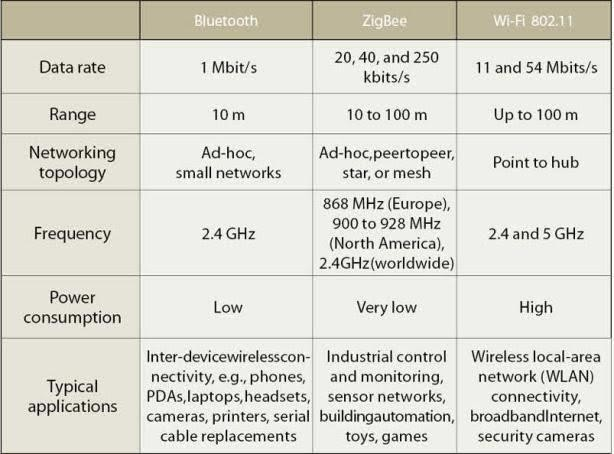 Bluetooth
ZigBee
Wi-Fi 802.11
Data rate
1 Mbit/s
20, 40, and 250
kbits/s
11 and 54 Mbits/s
Range
10 m
10 to 100 m
Up to 100 m
Networking
topology
Ad-hoc,
small networks
Ad-hoc,peertopeer,
star, or mesh
Point to hub
Frequency
2.4 GHz
868 MHz (Europe),
900 to 928 MHz
(North America),
2.4GHz(worldwide)
2.4 and 5 GHz
Power
consumption
Low
Very low
High
Typical
applications
Inter-devicewirelesscon-
nectivity, e.g., phones,
PDAs,laptops,headsets,
cameras, printers, serial
cable replacements
Industrial control
and monitoring,
sensor networks,
buildingautomation,
toys, games
Wireless local-area
network (WLAN)
connectivity,
broadbandInternet,
security cameras